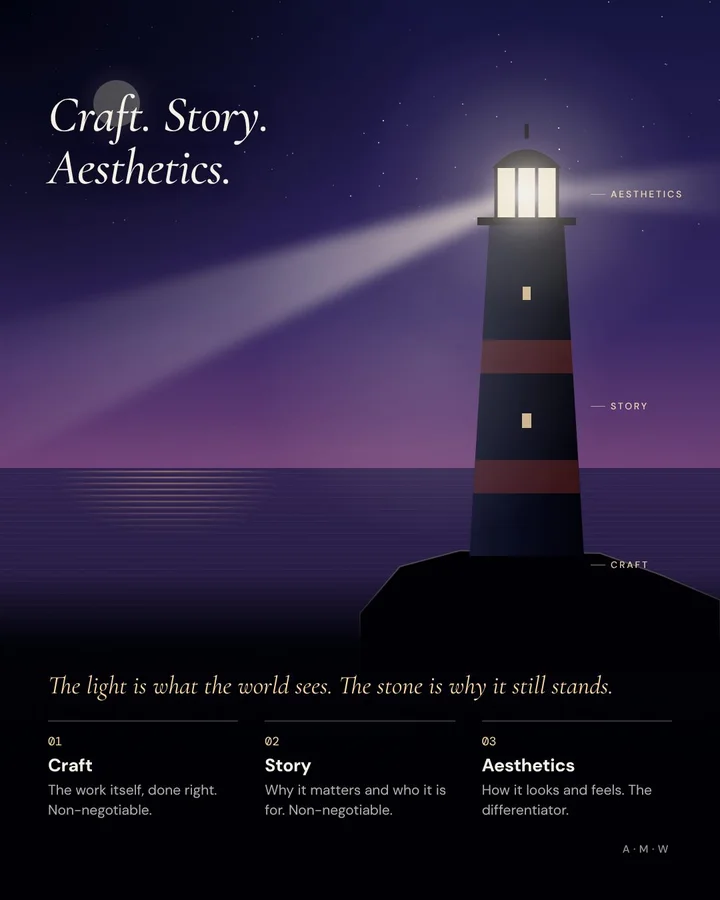 Craft. Story.
Aesthetics.
AESTHETICS
STORY
CRAFT
The light is what the world sees. The stone is why it still stands.
01
Craft
The work itself, done right.
Non-negotiable.
02
Story
Why it matters and who it is
for. Non-negotiable.
03
Aesthetics
How it looks and feels. The
differentiator.
A·M·W